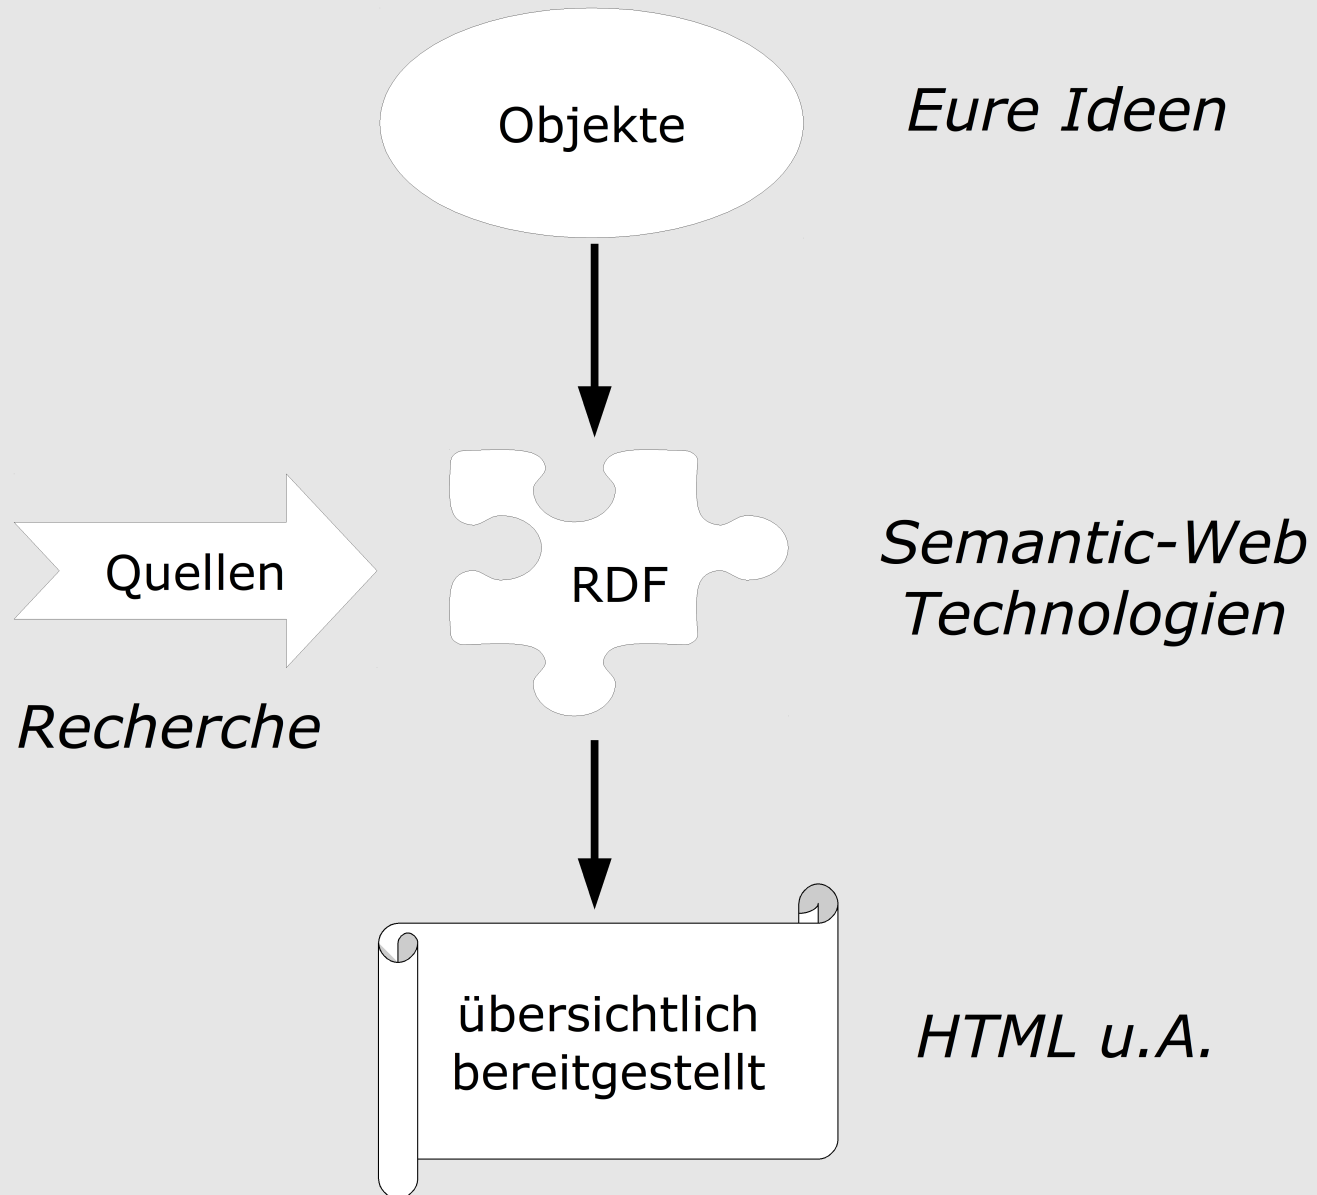 Objekte
Eure Ideen
Quellen
RDF
Semantic-Web
Technologien
Recherche
übersichtlich
bereitgestellt
HTML u.A.